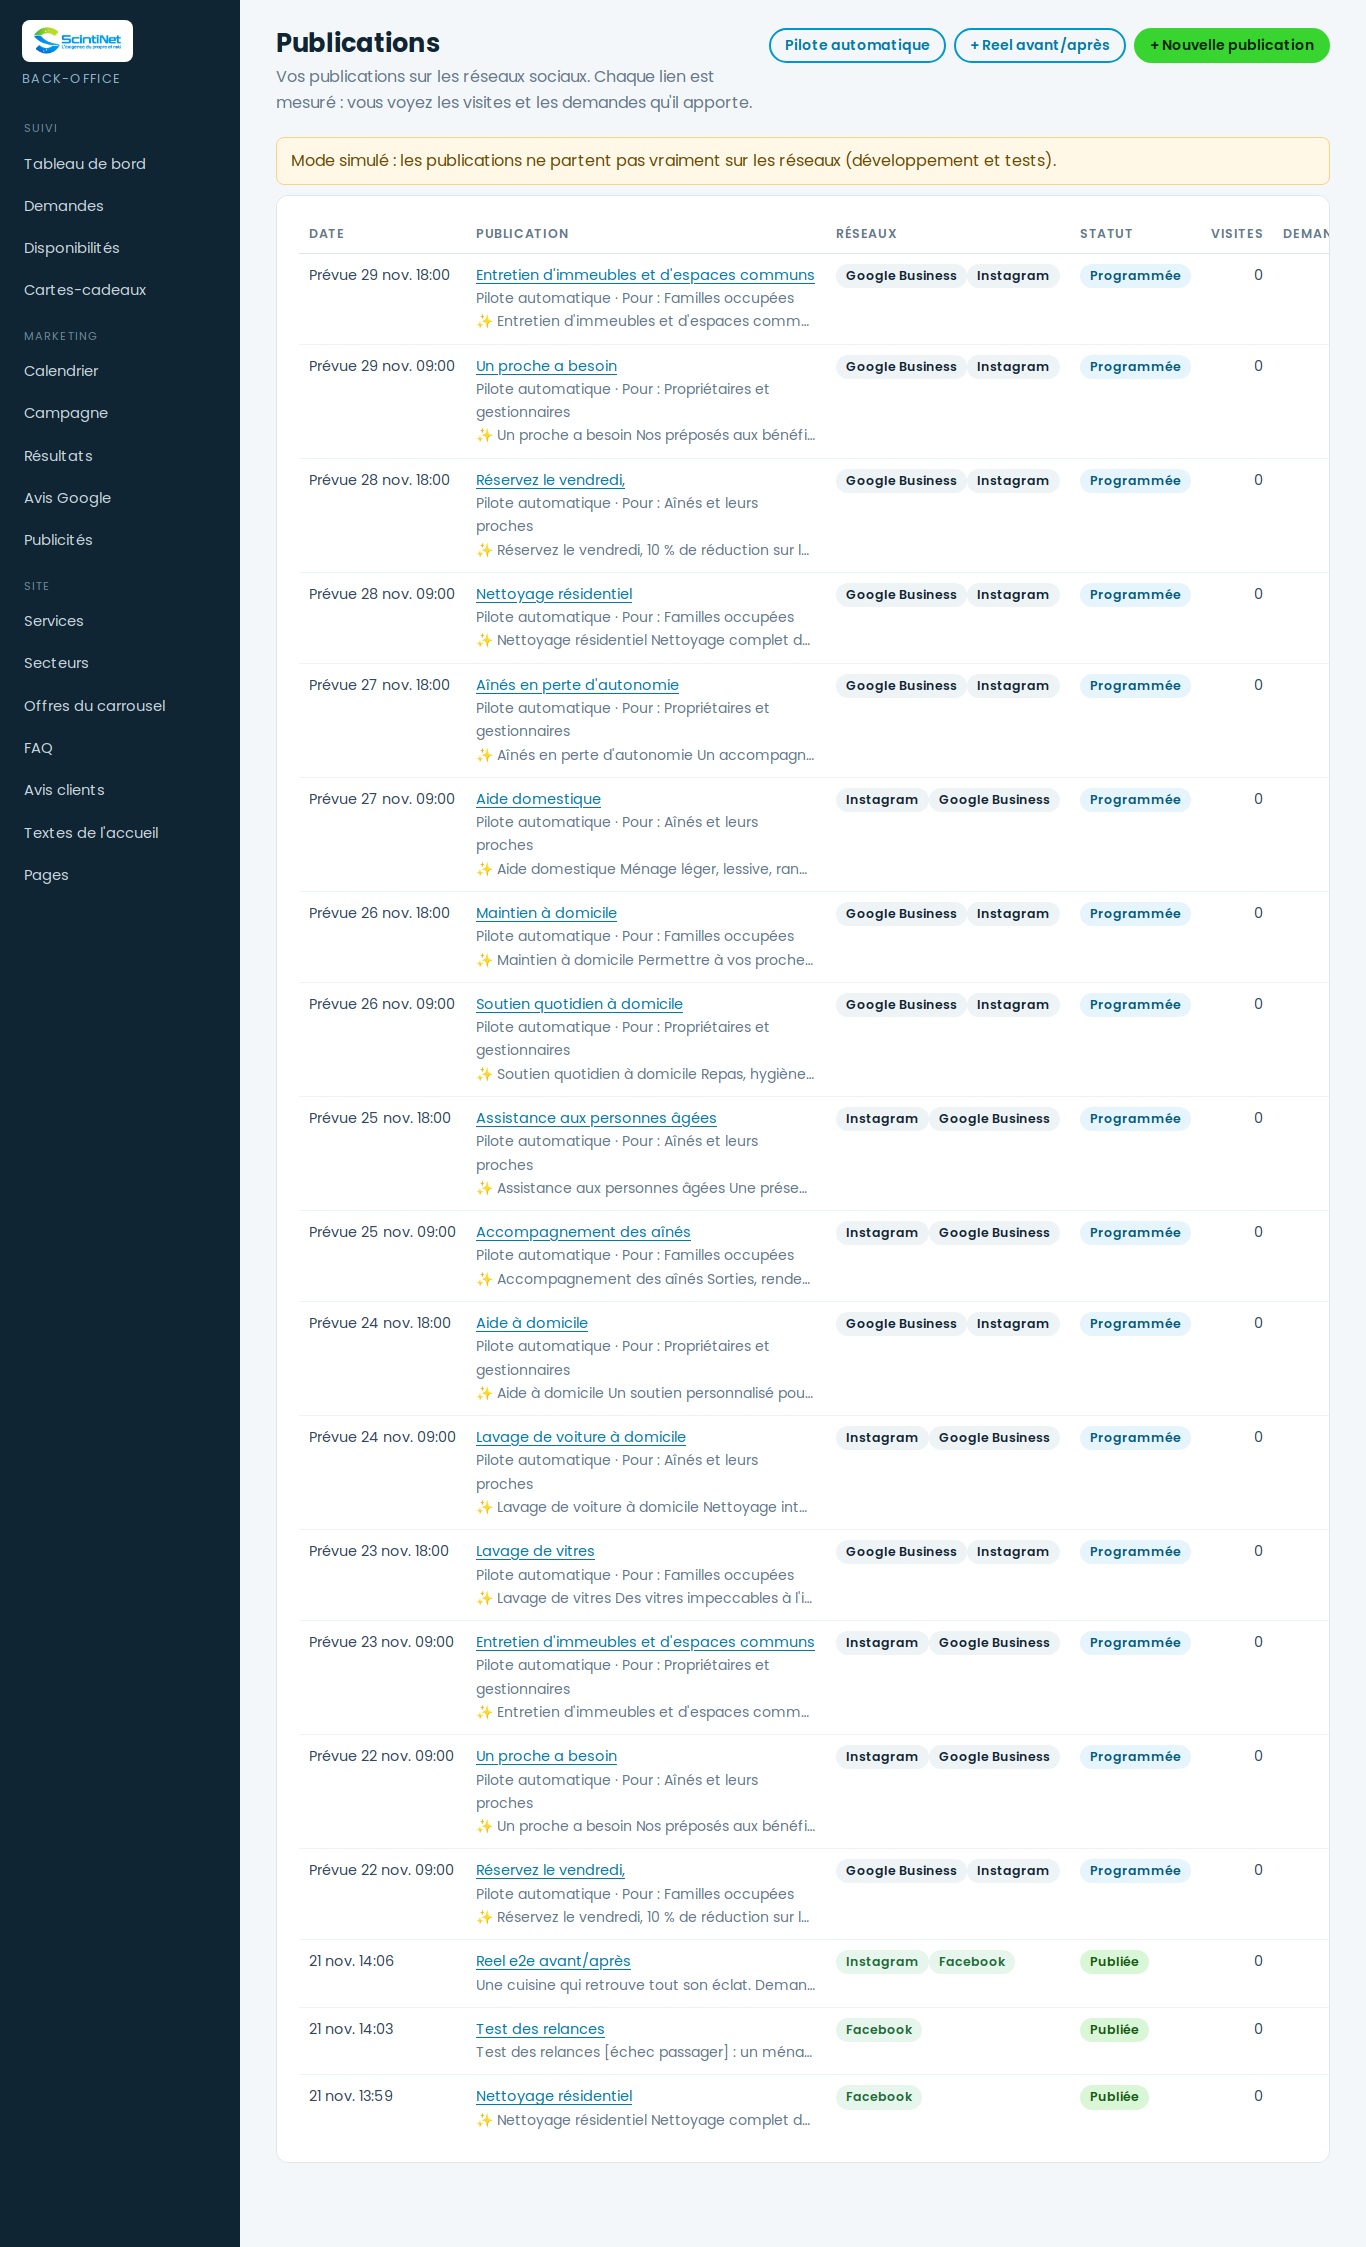 ScintiNet
L'exigence du propre et net
BACK-OFFICE
SUIVI
Tableau de bord
Demandes
Disponibilités
Cartes-cadeaux
MARKETING
Calendrier
Campagne
Résultats
Avis Google
Publicités
SITE
Services
Secteurs
Offres du carrousel
FAQ
Avis clients
Textes de l'accueil
Pages
Publications
Pilote automatique
+ Reel avant/après
+ Nouvelle publication
Vos publications sur les réseaux sociaux. Chaque lien est
mesuré : vous voyez les visites et les demandes qu'il apporte.
Mode simulé : les publications ne partent pas vraiment sur les réseaux (développement et tests).
DATE PUBLICATION RÉSEAUX STATUT VISITES DEMAN
Prévue 29 nov. 18:00 Entretien d'immeubles et d'espaces communs Google Business Instagram Programmée 0
Pilote automatique · Pour : Familles occupées
✨ Entretien d'immeubles et d'espaces comm…
Prévue 29 nov. 09:00 Un proche a besoin Google Business Instagram Programmée 0
Pilote automatique · Pour : Propriétaires et
gestionnaires
✨ Un proche a besoin Nos préposés aux bénéfi…
Prévue 28 nov. 18:00 Réservez le vendredi, Google Business Instagram Programmée 0
Pilote automatique · Pour : Aînés et leurs
proches
✨ Réservez le vendredi, 10 % de réduction sur l…
Prévue 28 nov. 09:00 Nettoyage résidentiel Google Business Instagram Programmée 0
Pilote automatique · Pour : Familles occupées
✨ Nettoyage résidentiel Nettoyage complet d…
Prévue 27 nov. 18:00 Aînés en perte d'autonomie Google Business Instagram Programmée 0
Pilote automatique · Pour : Propriétaires et
gestionnaires
✨ Aînés en perte d'autonomie Un accompagn…
Prévue 27 nov. 09:00 Aide domestique Instagram Google Business Programmée 0
Pilote automatique · Pour : Aînés et leurs
proches
✨ Aide domestique Ménage léger, lessive, ran…
Prévue 26 nov. 18:00 Maintien à domicile Google Business Instagram Programmée 0
Pilote automatique · Pour : Familles occupées
✨ Maintien à domicile Permettre à vos proche…
Prévue 26 nov. 09:00 Soutien quotidien à domicile Google Business Instagram Programmée 0
Pilote automatique · Pour : Propriétaires et
gestionnaires
✨ Soutien quotidien à domicile Repas, hygiène…
Prévue 25 nov. 18:00 Assistance aux personnes âgées Instagram Google Business Programmée 0
Pilote automatique · Pour : Aînés et leurs
proches
✨ Assistance aux personnes âgées Une prése…
Prévue 25 nov. 09:00 Accompagnement des aînés Instagram Google Business Programmée 0
Pilote automatique · Pour : Familles occupées
✨ Accompagnement des aînés Sorties, rende…
Prévue 24 nov. 18:00 Aide à domicile Google Business Instagram Programmée 0
Pilote automatique · Pour : Propriétaires et
gestionnaires
✨ Aide à domicile Un soutien personnalisé pou…
Prévue 24 nov. 09:00 Lavage de voiture à domicile Instagram Google Business Programmée 0
Pilote automatique · Pour : Aînés et leurs
proches
✨ Lavage de voiture à domicile Nettoyage int…
Prévue 23 nov. 18:00 Lavage de vitres Google Business Instagram Programmée 0
Pilote automatique · Pour : Familles occupées
✨ Lavage de vitres Des vitres impeccables à l'i…
Prévue 23 nov. 09:00 Entretien d'immeubles et d'espaces communs Instagram Google Business Programmée 0
Pilote automatique · Pour : Propriétaires et
gestionnaires
✨ Entretien d'immeubles et d'espaces comm…
Prévue 22 nov. 09:00 Un proche a besoin Instagram Google Business Programmée 0
Pilote automatique · Pour : Aînés et leurs
proches
✨ Un proche a besoin Nos préposés aux bénéfi…
Prévue 22 nov. 09:00 Réservez le vendredi, Google Business Instagram Programmée 0
Pilote automatique · Pour : Familles occupées
✨ Réservez le vendredi, 10 % de réduction sur l…
21 nov. 14:06 Reel e2e avant/après Instagram Facebook Publiée 0
Une cuisine qui retrouve tout son éclat. Deman…
21 nov. 14:03 Test des relances Facebook Publiée 0
Test des relances [échec passager] : un ména…
21 nov. 13:59 Nettoyage résidentiel Facebook Publiée 0
✨ Nettoyage résidentiel Nettoyage complet d…